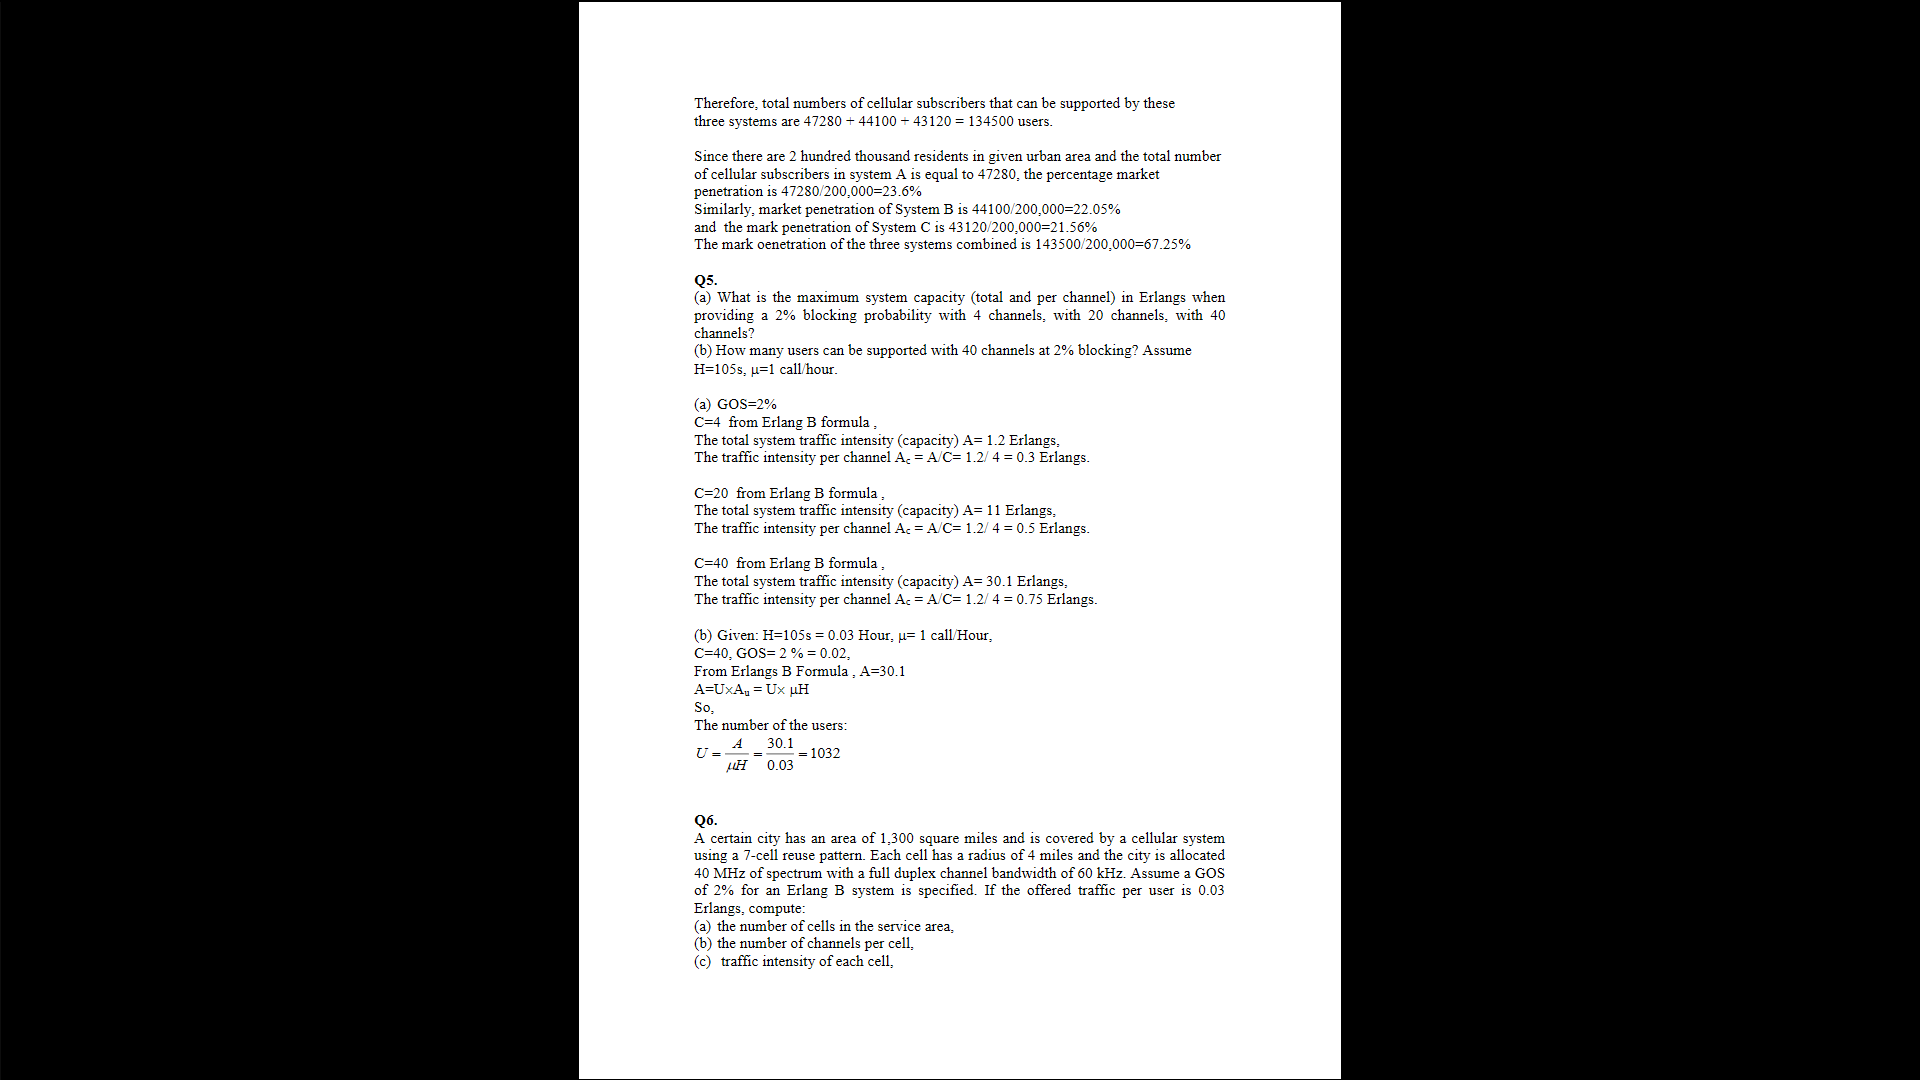 Therefore, total numbers of cellular subscribers that can be supported by these
three systems are 47280 + 44100 + 43120 = 134500 users.
Since there are 2 hundred thousand residents in given urban area and the total number
of cellular subscribers in system A is equal to 47280, the percentage market
penetration is 47280/200,000=23.6%
Similarly, market penetration of System B is 44100/200,000=22.05%
and  the mark penetration of System C is 43120/200,000=21.56%
The mark oenetration of the three systems combined is 143500/200,000=67.25%
Q5.
(a) What is the maximum system capacity (total and per channel) in Erlangs when
providing a 2% blocking probability with 4 channels, with 20 channels, with 40
channels?
(b) How many users can be supported with 40 channels at 2% blocking? Assume
H=105s, µ=1 call/hour.
(a) GOS=2%
C=4  from Erlang B formula ,
The total system traffic intensity (capacity) A= 1.2 Erlangs,
The traffic intensity per channel Ac = A/C= 1.2/ 4 = 0.3 Erlangs.
C=20  from Erlang B formula ,
The total system traffic intensity (capacity) A= 11 Erlangs,
The traffic intensity per channel Ac = A/C= 1.2/ 4 = 0.5 Erlangs.
C=40  from Erlang B formula ,
The total system traffic intensity (capacity) A= 30.1 Erlangs,
The traffic intensity per channel Ac = A/C= 1.2/ 4 = 0.75 Erlangs.
(b) Given: H=105s = 0.03 Hour, µ= 1 call/Hour,
C=40, GOS= 2 % = 0.02,
From Erlangs B Formula , A=30.1
A=U×Au = U× µH
So,
The number of the users:
U = A/µH = 30.1/0.03 = 1032
Q6.
A certain city has an area of 1,300 square miles and is covered by a cellular system
using a 7-cell reuse pattern. Each cell has a radius of 4 miles and the city is allocated
40 MHz of spectrum with a full duplex channel bandwidth of 60 kHz. Assume a GOS
of 2% for an Erlang B system is specified. If the offered traffic per user is 0.03
Erlangs, compute:
(a) the number of cells in the service area,
(b) the number of channels per cell,
(c)  traffic intensity of each cell,